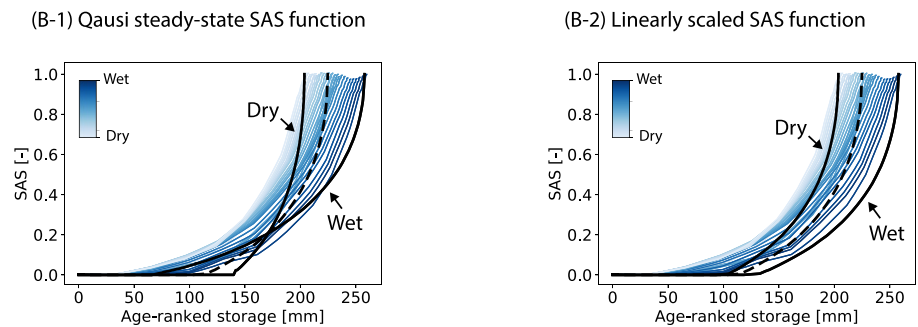 (B-1) Qausi steady-state SAS function
1.0
0.8
0.6
0.4
0.2
0.0
SAS [-]
Wet
Dry
Dry
Wet
0 50 100 150 200 250
Age-ranked storage [mm]
(B-2) Linearly scaled SAS function
1.0
0.8
0.6
0.4
0.2
0.0
SAS [-]
Wet
Dry
Dry
Wet
0 50 100 150 200 250
Age-ranked storage [mm]